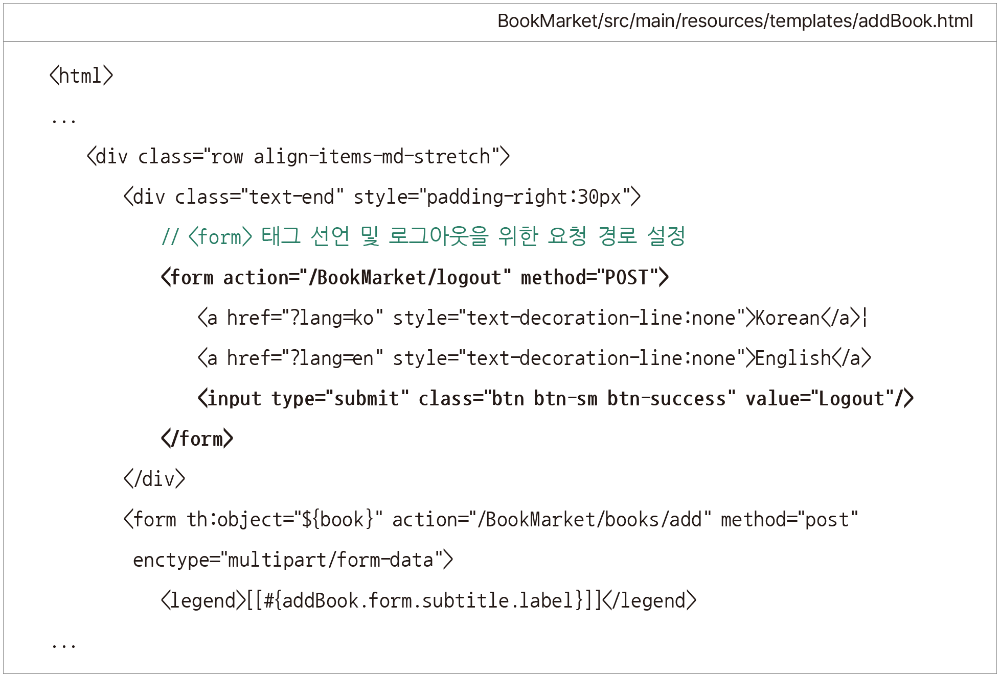 BookMarket/src/main/resources/templates/addBook.html
<html>
...
<div class="row align-items-md-stretch">
<div class="text-end" style="padding-right:30px">
// <form> 태그 선언 및 로그아웃을 위한 요청 경로 설정
<form action="/BookMarket/logout" method="POST">
<a href="?lang=ko" style="text-decoration-line:none">Korean</a>¦
<a href="?lang=en" style="text-decoration-line:none">English</a>
<input type="submit" class="btn btn-sm btn-success" value="Logout"/>
</form>
</div>
<form th:object="${book}" action="/BookMarket/books/add" method="post"
enctype="multipart/form-data">
<legend>[[#{addBook.form.subtitle.label}]]</legend>
...